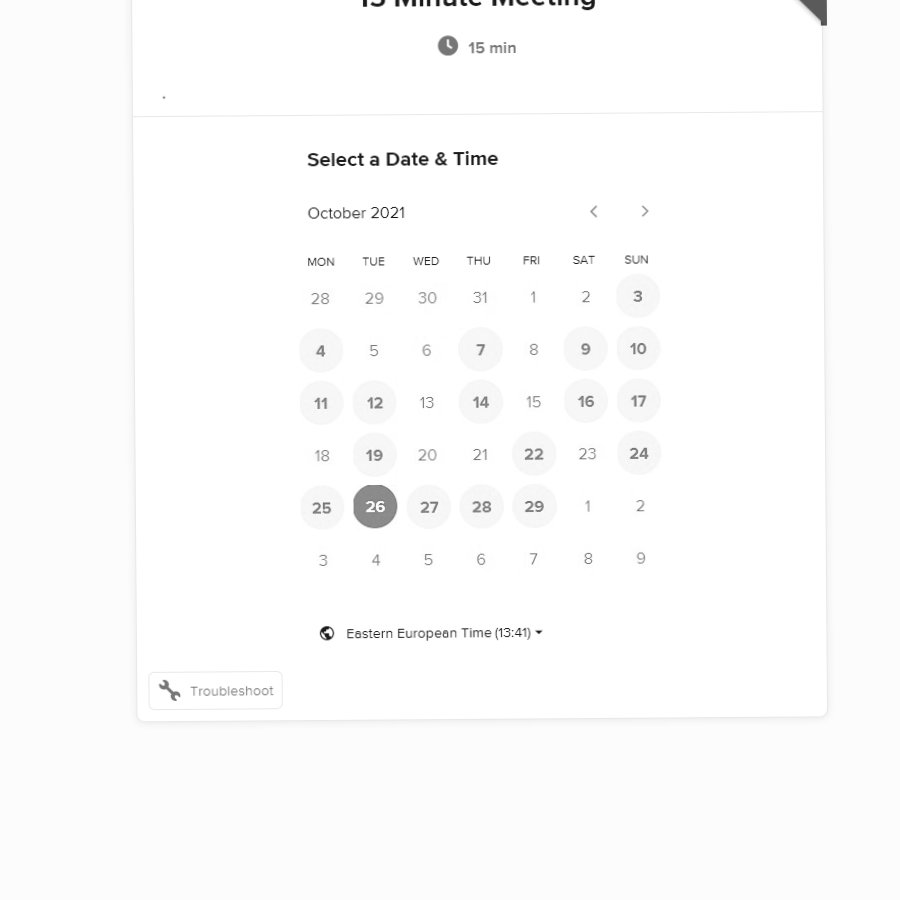 15 Minute Meeting
15 min
.
Select a Date & Time
October 2021
MON TUE WED THU FRI SAT SUN
28 29 30 31 1 2 3
4 5 6 7 8 9 10
11 12 13 14 15 16 17
18 19 20 21 22 23 24
25 26 27 28 29 1 2
3 4 5 6 7 8 9
Eastern European Time (13:41)
Troubleshoot